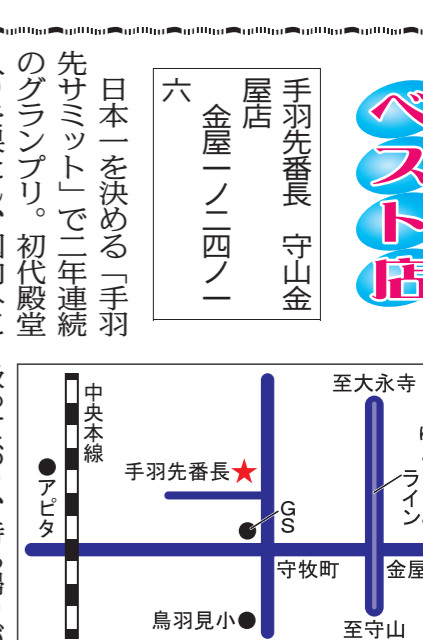 ベスト店
手羽先番長　守山金
屋店
金屋一ノ二四ノ一
六
日本一を決める「手羽
先サミット」で二年連続
のグランプリ。初代殿堂
至大永寺
中央本線
手羽先番長
アピタ
GS
ライン
守牧町
金屋
鳥羽見小
至守山